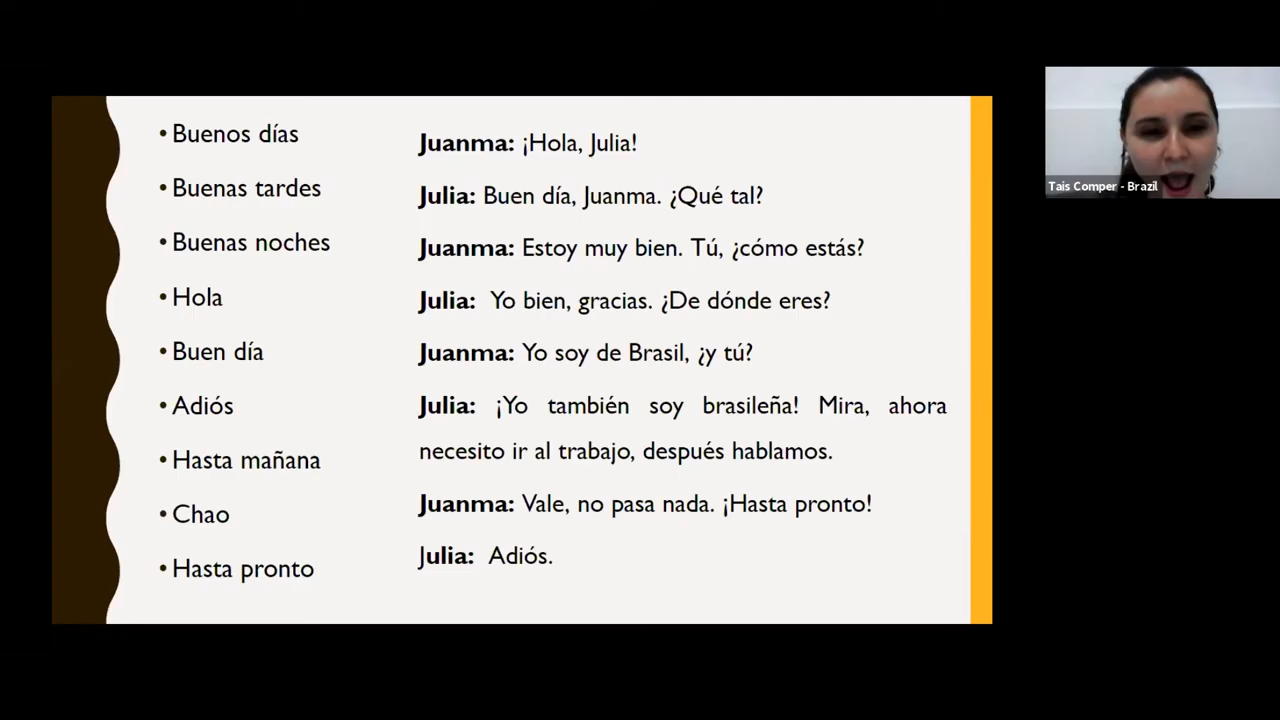 • Buenos días
• Buenas tardes
• Buenas noches
• Hola
• Buen día
• Adiós
• Hasta mañana
• Chao
• Hasta pronto
Juanma: ¡Hola, Julia!
Julia: Buen día, Juanma. ¿Qué tal?
Juanma: Estoy muy bien. Tú, ¿cómo estás?
Julia: Yo bien, gracias. ¿De dónde eres?
Juanma: Yo soy de Brasil, ¿y tú?
Julia: ¡Yo también soy brasileña! Mira, ahora
necesito ir al trabajo, después hablamos.
Juanma: Vale, no pasa nada. ¡Hasta pronto!
Julia: Adiós.
Tais Comper - Brazil